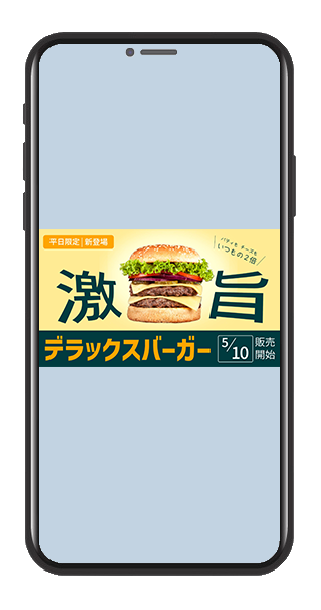 平日限定│新登場
パティも チーズも
いつもの2倍
激旨
デラックスバーガー
5/10
販売
開始